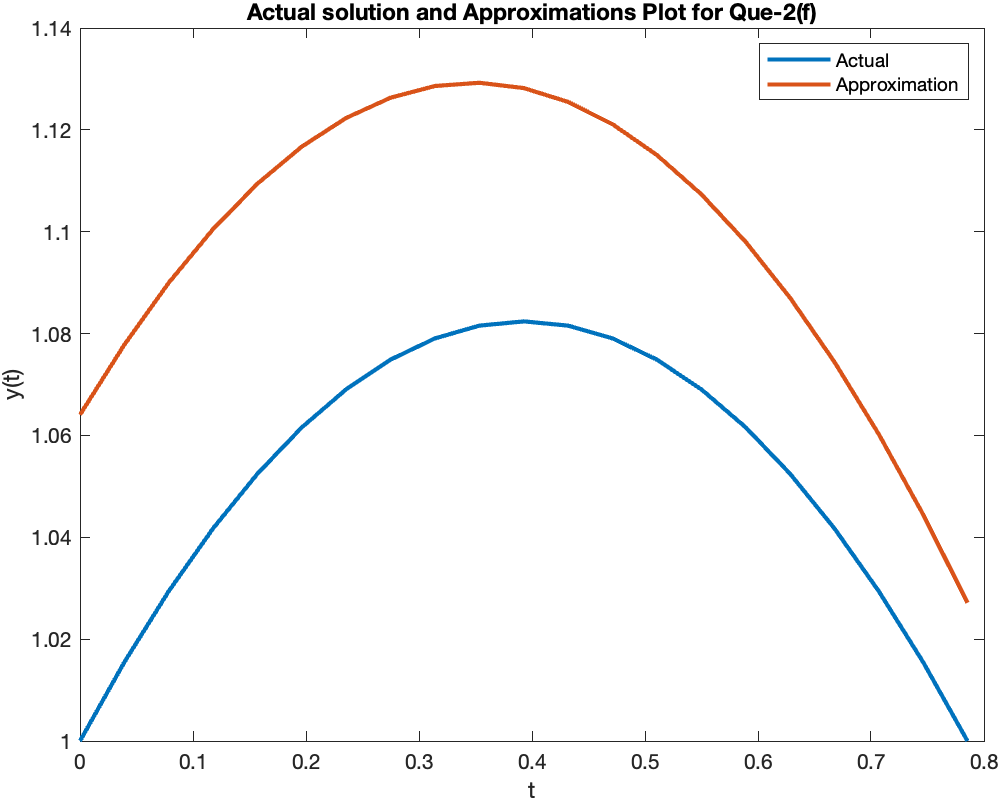 Actual solution and Approximations Plot for Que-2(f)
Actual
Approximation
1.14
1.12
1.1
1.08
1.06
1.04
1.02
1
y(t)
0 0.1 0.2 0.3 0.4 0.5 0.6 0.7 0.8
t